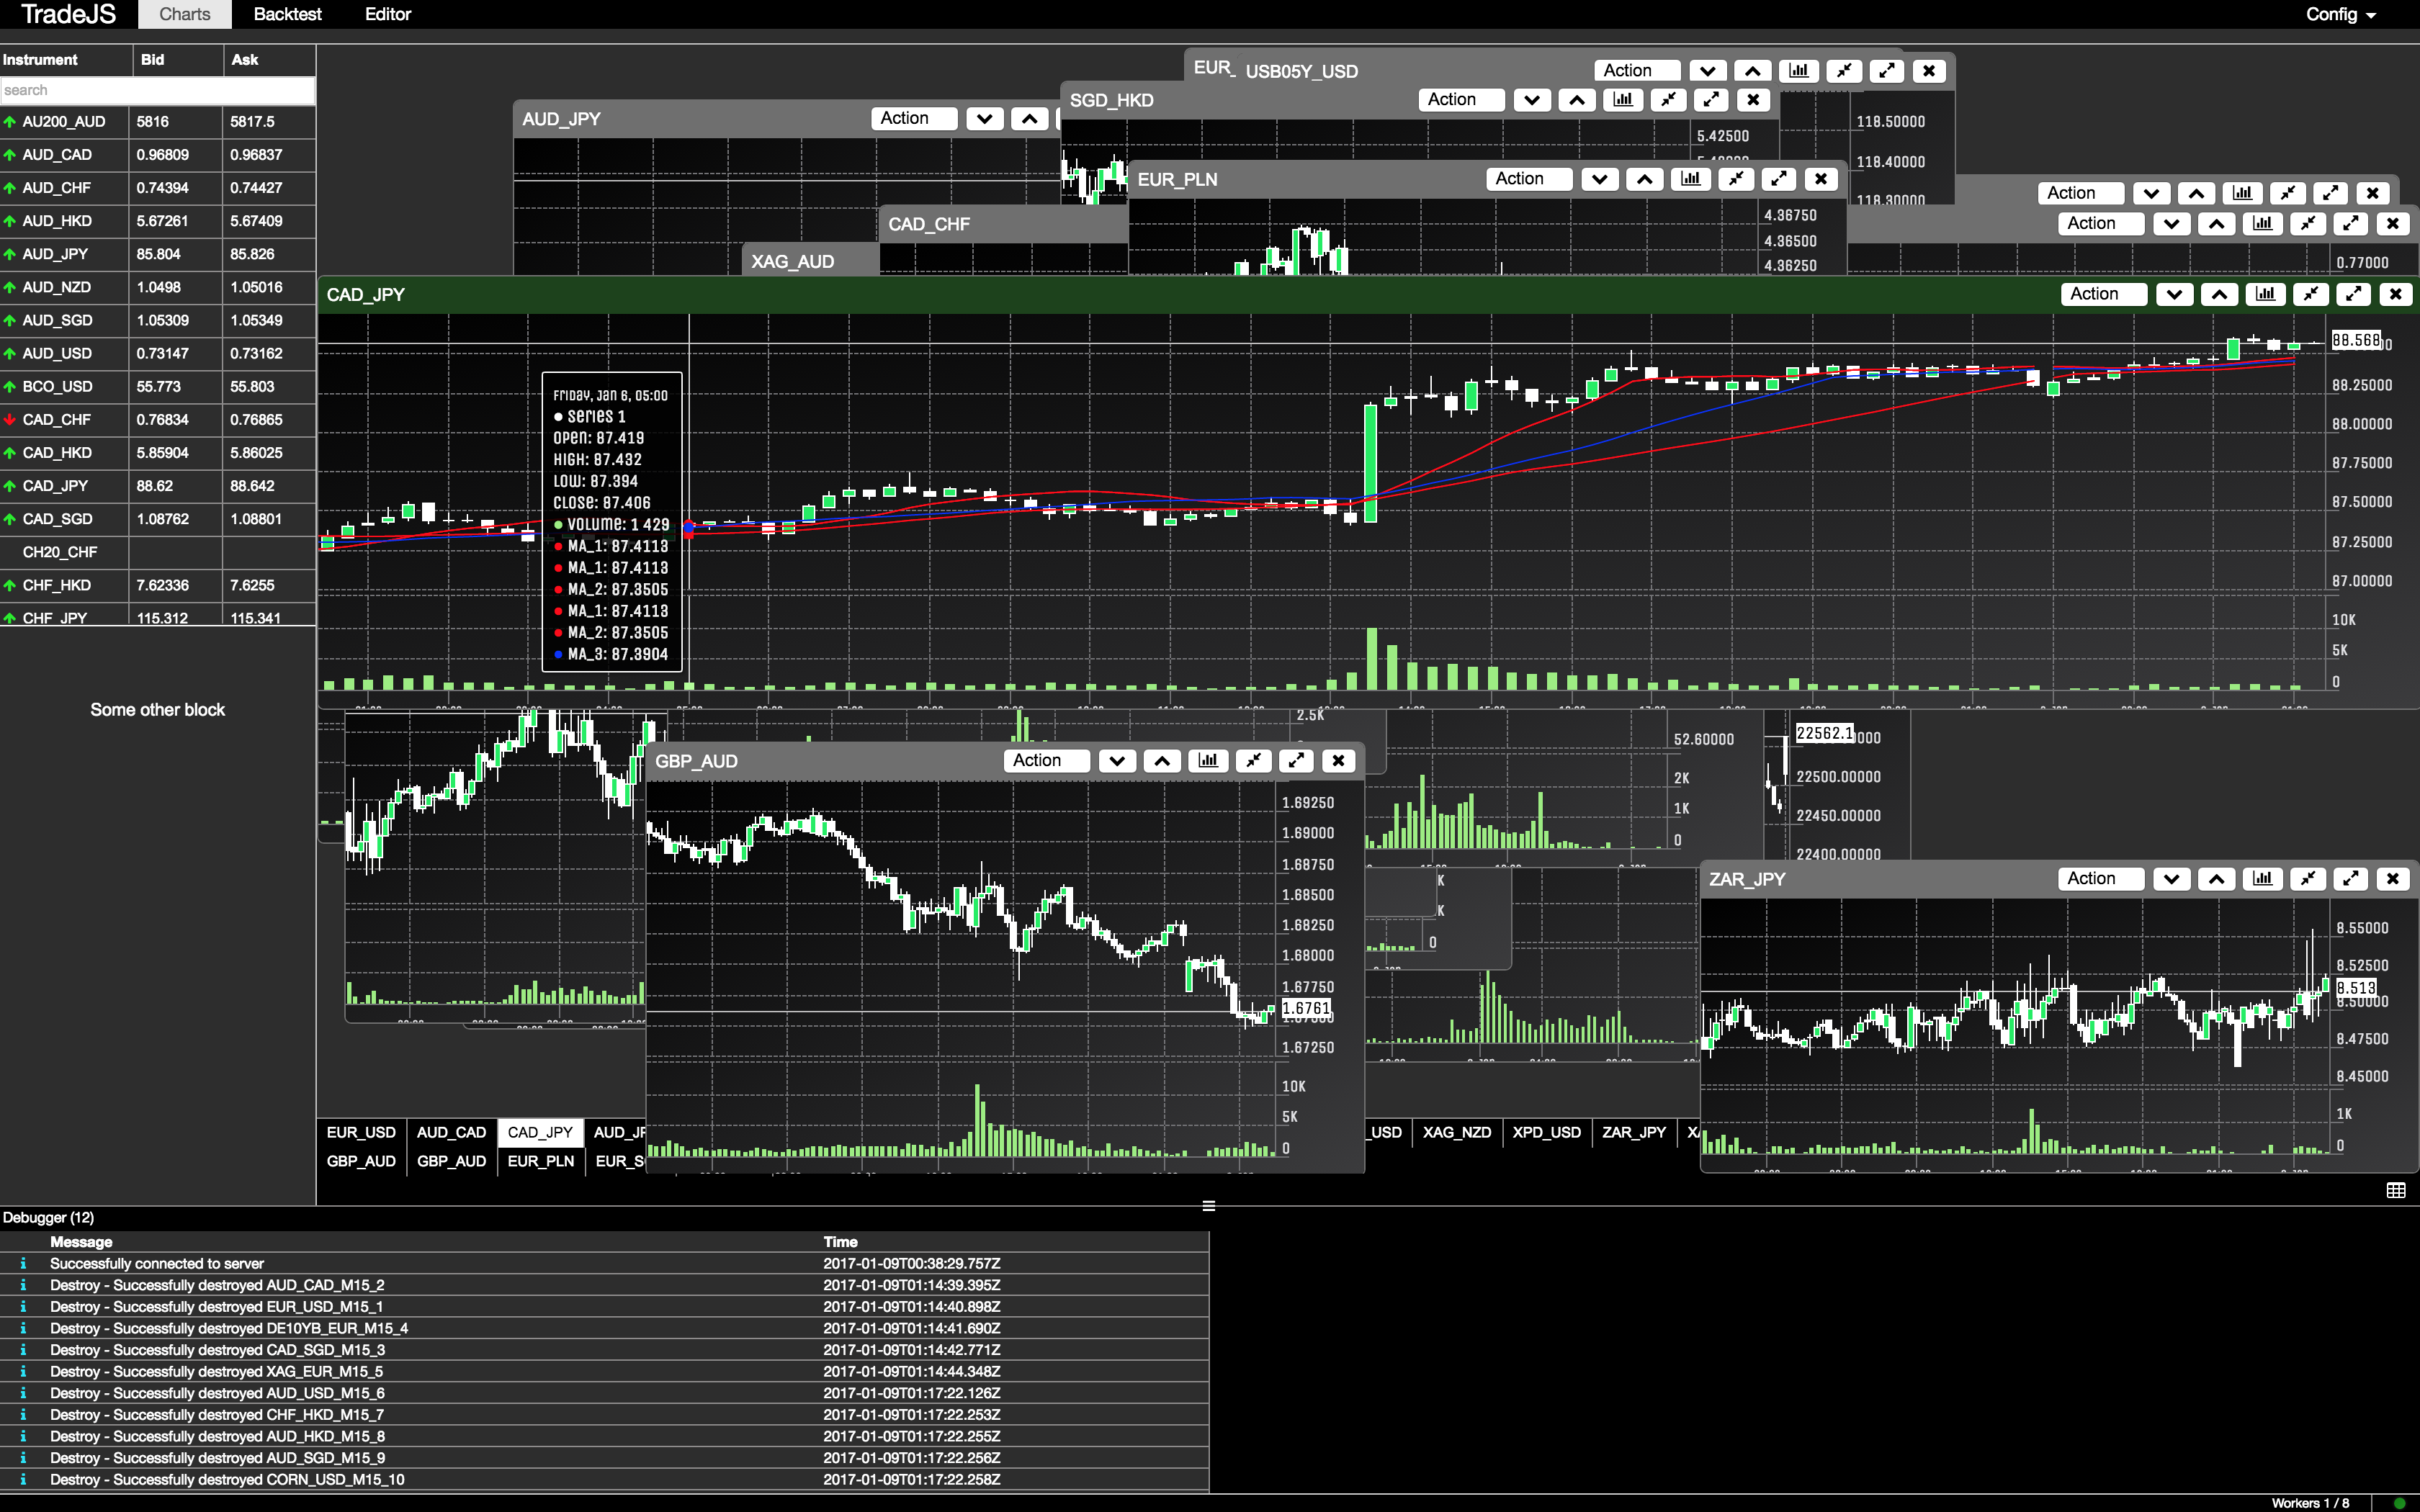 TradeJS Charts Backtest Editor Config
Instrument Bid Ask
search
AU200_AUD 5816 5817.5
AUD_CAD 0.96809 0.96837
AUD_CHF 0.74394 0.74427
AUD_HKD 5.67261 5.67409
AUD_JPY 85.804 85.826
AUD_NZD 1.0498 1.05016
AUD_SGD 1.05309 1.05349
AUD_USD 0.73147 0.73162
BCO_USD 55.773 55.803
CAD_CHF 0.76834 0.76865
CAD_HKD 5.85904 5.86025
CAD_JPY 88.62 88.642
CAD_SGD 1.08762 1.08801
CH20_CHF
CHF_HKD 7.62336 7.6255
CHF_JPY 115.312 115.341
Some other block
EUR_ USB05Y_USD Action
118.50000
118.40000
118.30000
SGD_HKD Action
5.42500
AUD_JPY Action
EUR_PLN Action
4.36750
4.36500
4.36250
Action
Action
0.77000
CAD_CHF
XAG_AUD
CAD_JPY Action
88.568
88.25000
88.00000
87.75000
87.50000
87.25000
87.00000
10K
5K
0
Friday, Jan 6, 05:00
series 1
Open: 87.419
HIGH: 87.432
LOW: 87.394
CLOSE: 87.406
volume: 1 429
MA_1: 87.4113
MA_1: 87.4113
MA_2: 87.3505
MA_1: 87.4113
MA_2: 87.3505
MA_3: 87.3904
2.5K
52.60000
2K
1K
0
22562.1
22500.00000
22450.00000
22400.00000
K
K
0
GBP_AUD Action
1.69250
1.69000
1.68750
1.68500
1.68250
1.68000
1.67750
1.6761
1.67250
10K
5K
0
ZAR_JPY Action
8.55000
8.52500
8.513
8.50000
8.47500
8.45000
1K
0
EUR_USD AUD_CAD CAD_JPY AUD_JP _USD XAG_NZD XPD_USD ZAR_JPY
GBP_AUD GBP_AUD EUR_PLN EUR_S
Debugger (12)
Message Time
Successfully connected to server 2017-01-09T00:38:29.757Z
Destroy - Successfully destroyed AUD_CAD_M15_2 2017-01-09T01:14:39.395Z
Destroy - Successfully destroyed EUR_USD_M15_1 2017-01-09T01:14:40.898Z
Destroy - Successfully destroyed DE10YB_EUR_M15_4 2017-01-09T01:14:41.690Z
Destroy - Successfully destroyed CAD_SGD_M15_3 2017-01-09T01:14:42.771Z
Destroy - Successfully destroyed XAG_EUR_M15_5 2017-01-09T01:14:44.348Z
Destroy - Successfully destroyed AUD_USD_M15_6 2017-01-09T01:17:22.126Z
Destroy - Successfully destroyed CHF_HKD_M15_7 2017-01-09T01:17:22.253Z
Destroy - Successfully destroyed AUD_HKD_M15_8 2017-01-09T01:17:22.255Z
Destroy - Successfully destroyed AUD_SGD_M15_9 2017-01-09T01:17:22.256Z
Destroy - Successfully destroyed CORN_USD_M15_10 2017-01-09T01:17:22.258Z
Workers 1 / 8